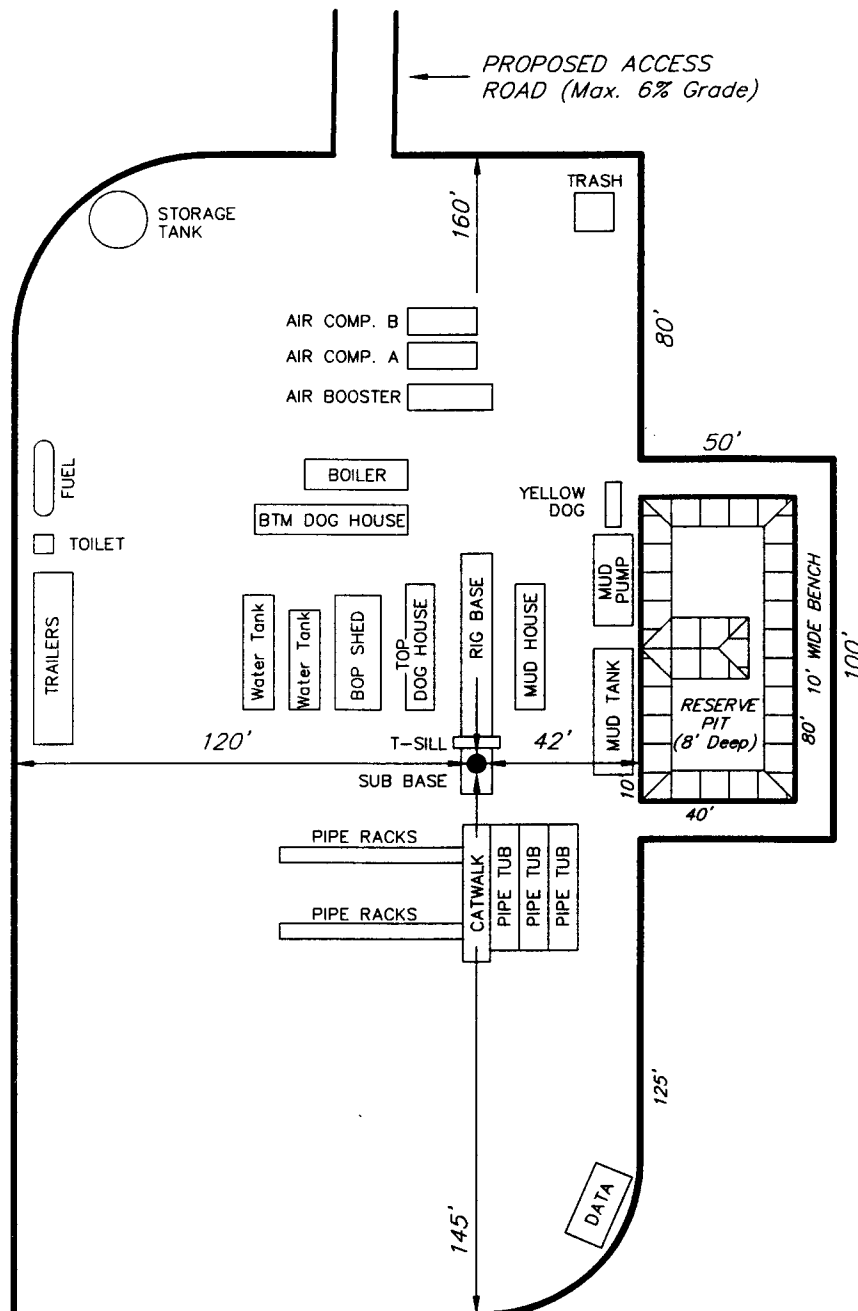 PROPOSED ACCESS
ROAD (Max. 6% Grade)
TRASH
STORAGE
TANK
160'
80'
AIR COMP. B
AIR COMP. A
AIR BOOSTER
50'
FUEL
BOILER
YELLOW
DOG
BTM DOG HOUSE
TOILET
MUD
PUMP
TRAILERS
Water Tank
Water Tank
BOP SHED
TOP
DOG HOUSE
RIG BASE
MUD HOUSE
MUD TANK
RESERVE
PIT
(8' Deep)
80'
10' WIDE BENCH
100'
120'
T-SILL
42'
SUB BASE
10'
40'
PIPE RACKS
CATWALK
PIPE TUB
PIPE TUB
PIPE TUB
PIPE RACKS
125'
DATA
145'